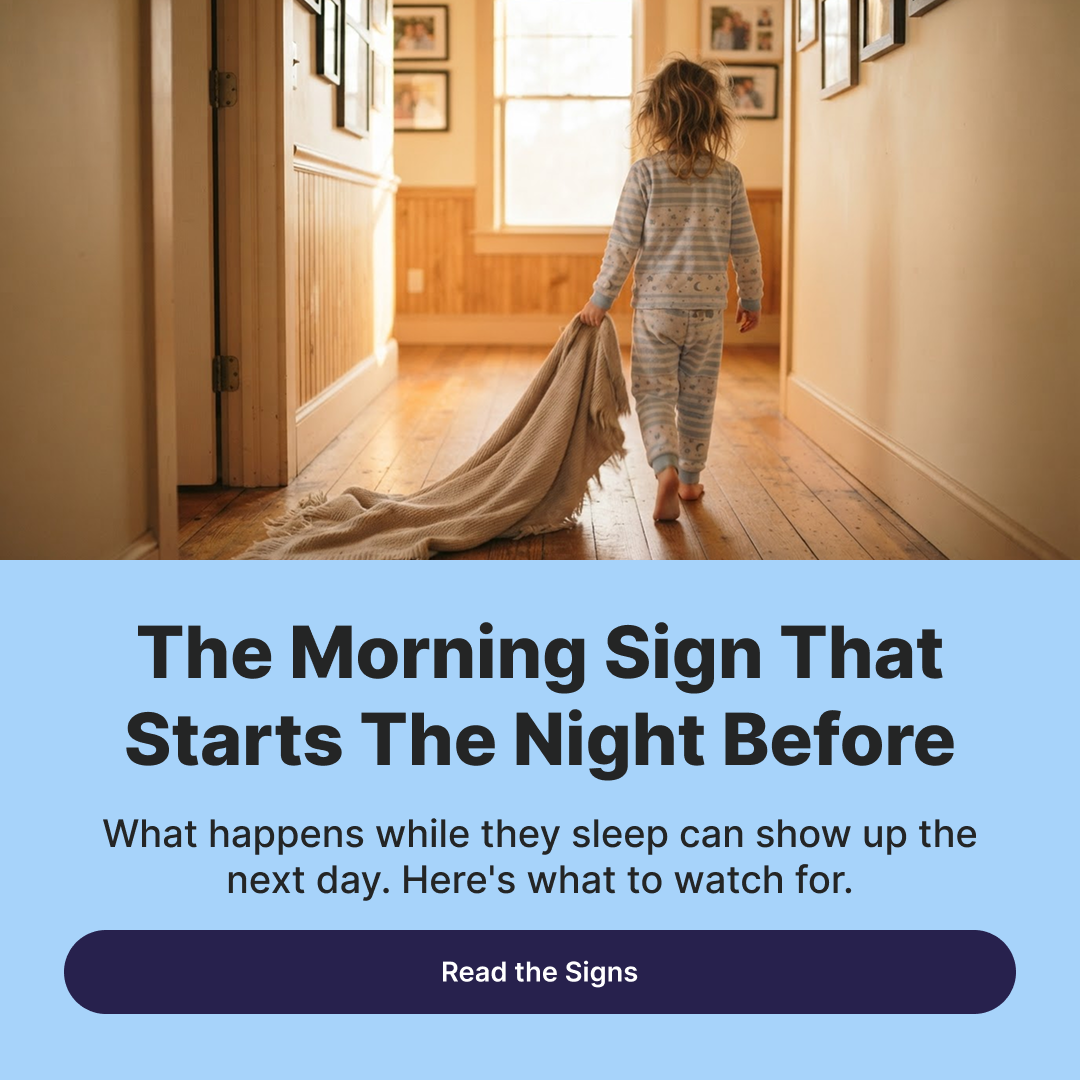 The Morning Sign That
Starts The Night Before
What happens while they sleep can show up the
next day. Here's what to watch for.
Read the Signs